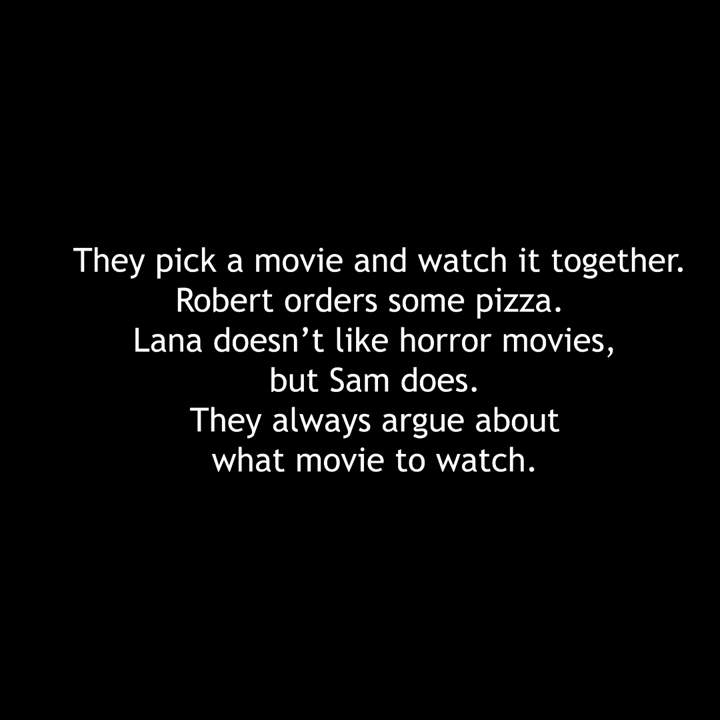 They pick a movie and watch it together.
Robert orders some pizza.
Lana doesn’t like horror movies,
but Sam does.
They always argue about
what movie to watch.